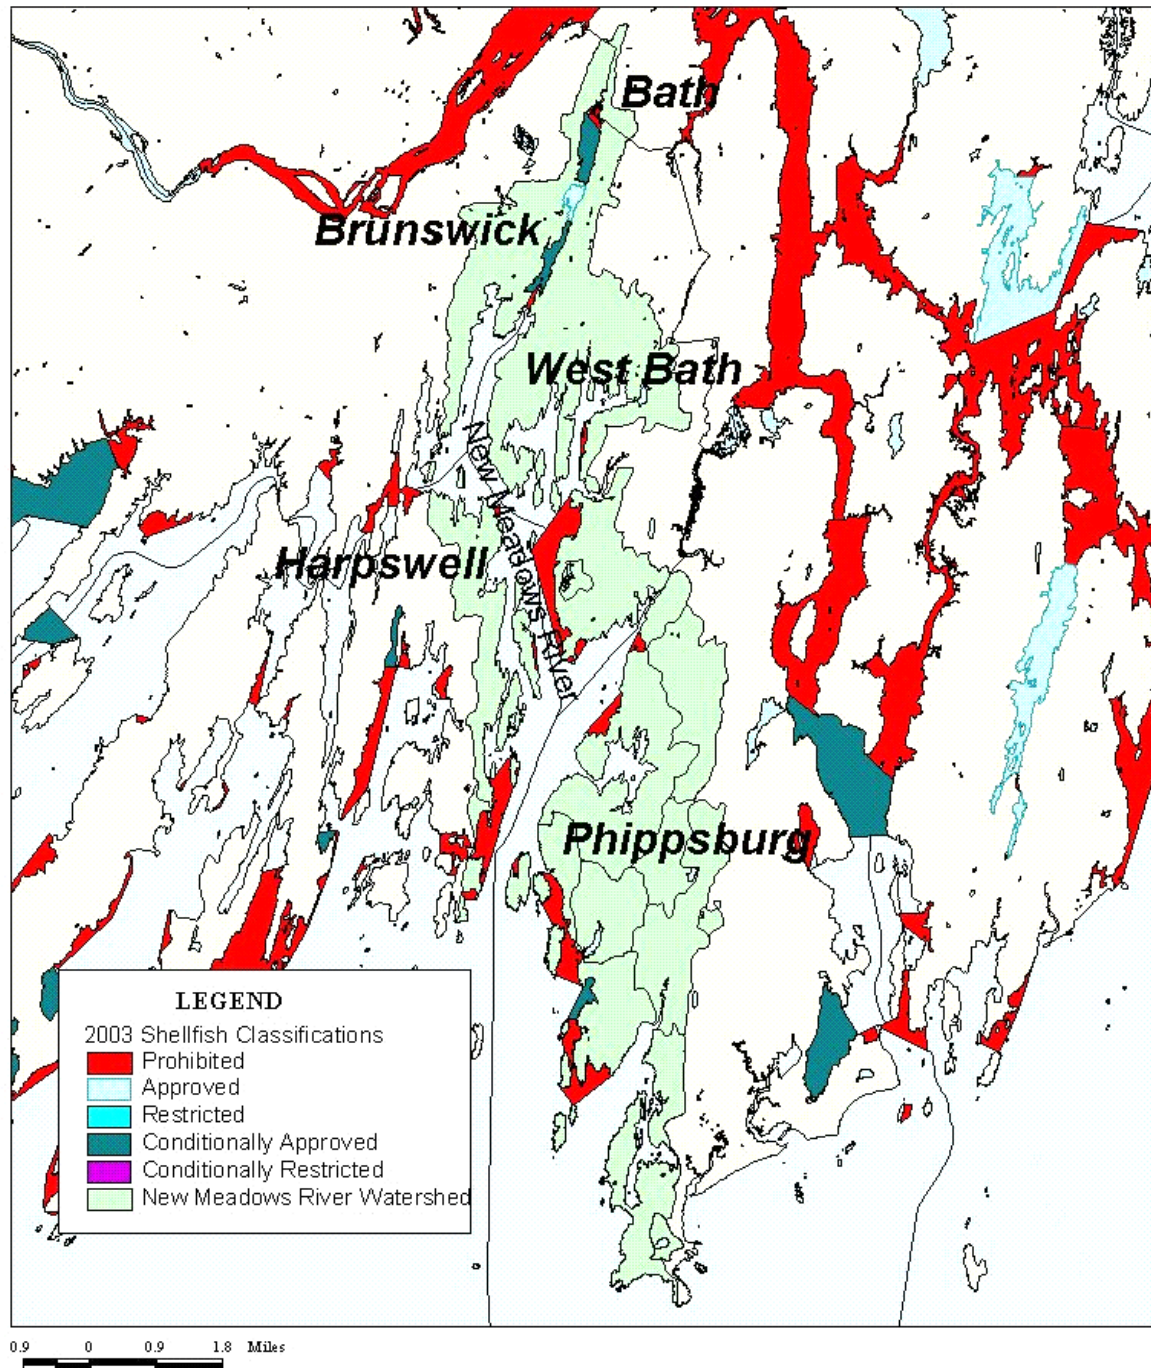 Bath
Brunswick
West Bath
New Meadows River
Harpswell
Phippsburg
LEGEND
2003 Shellfish Classifications
Prohibited
Approved
Restricted
Conditionally Approved
Conditionally Restricted
New Meadows River Watershed
0.9 0 0.9 1.8 Miles